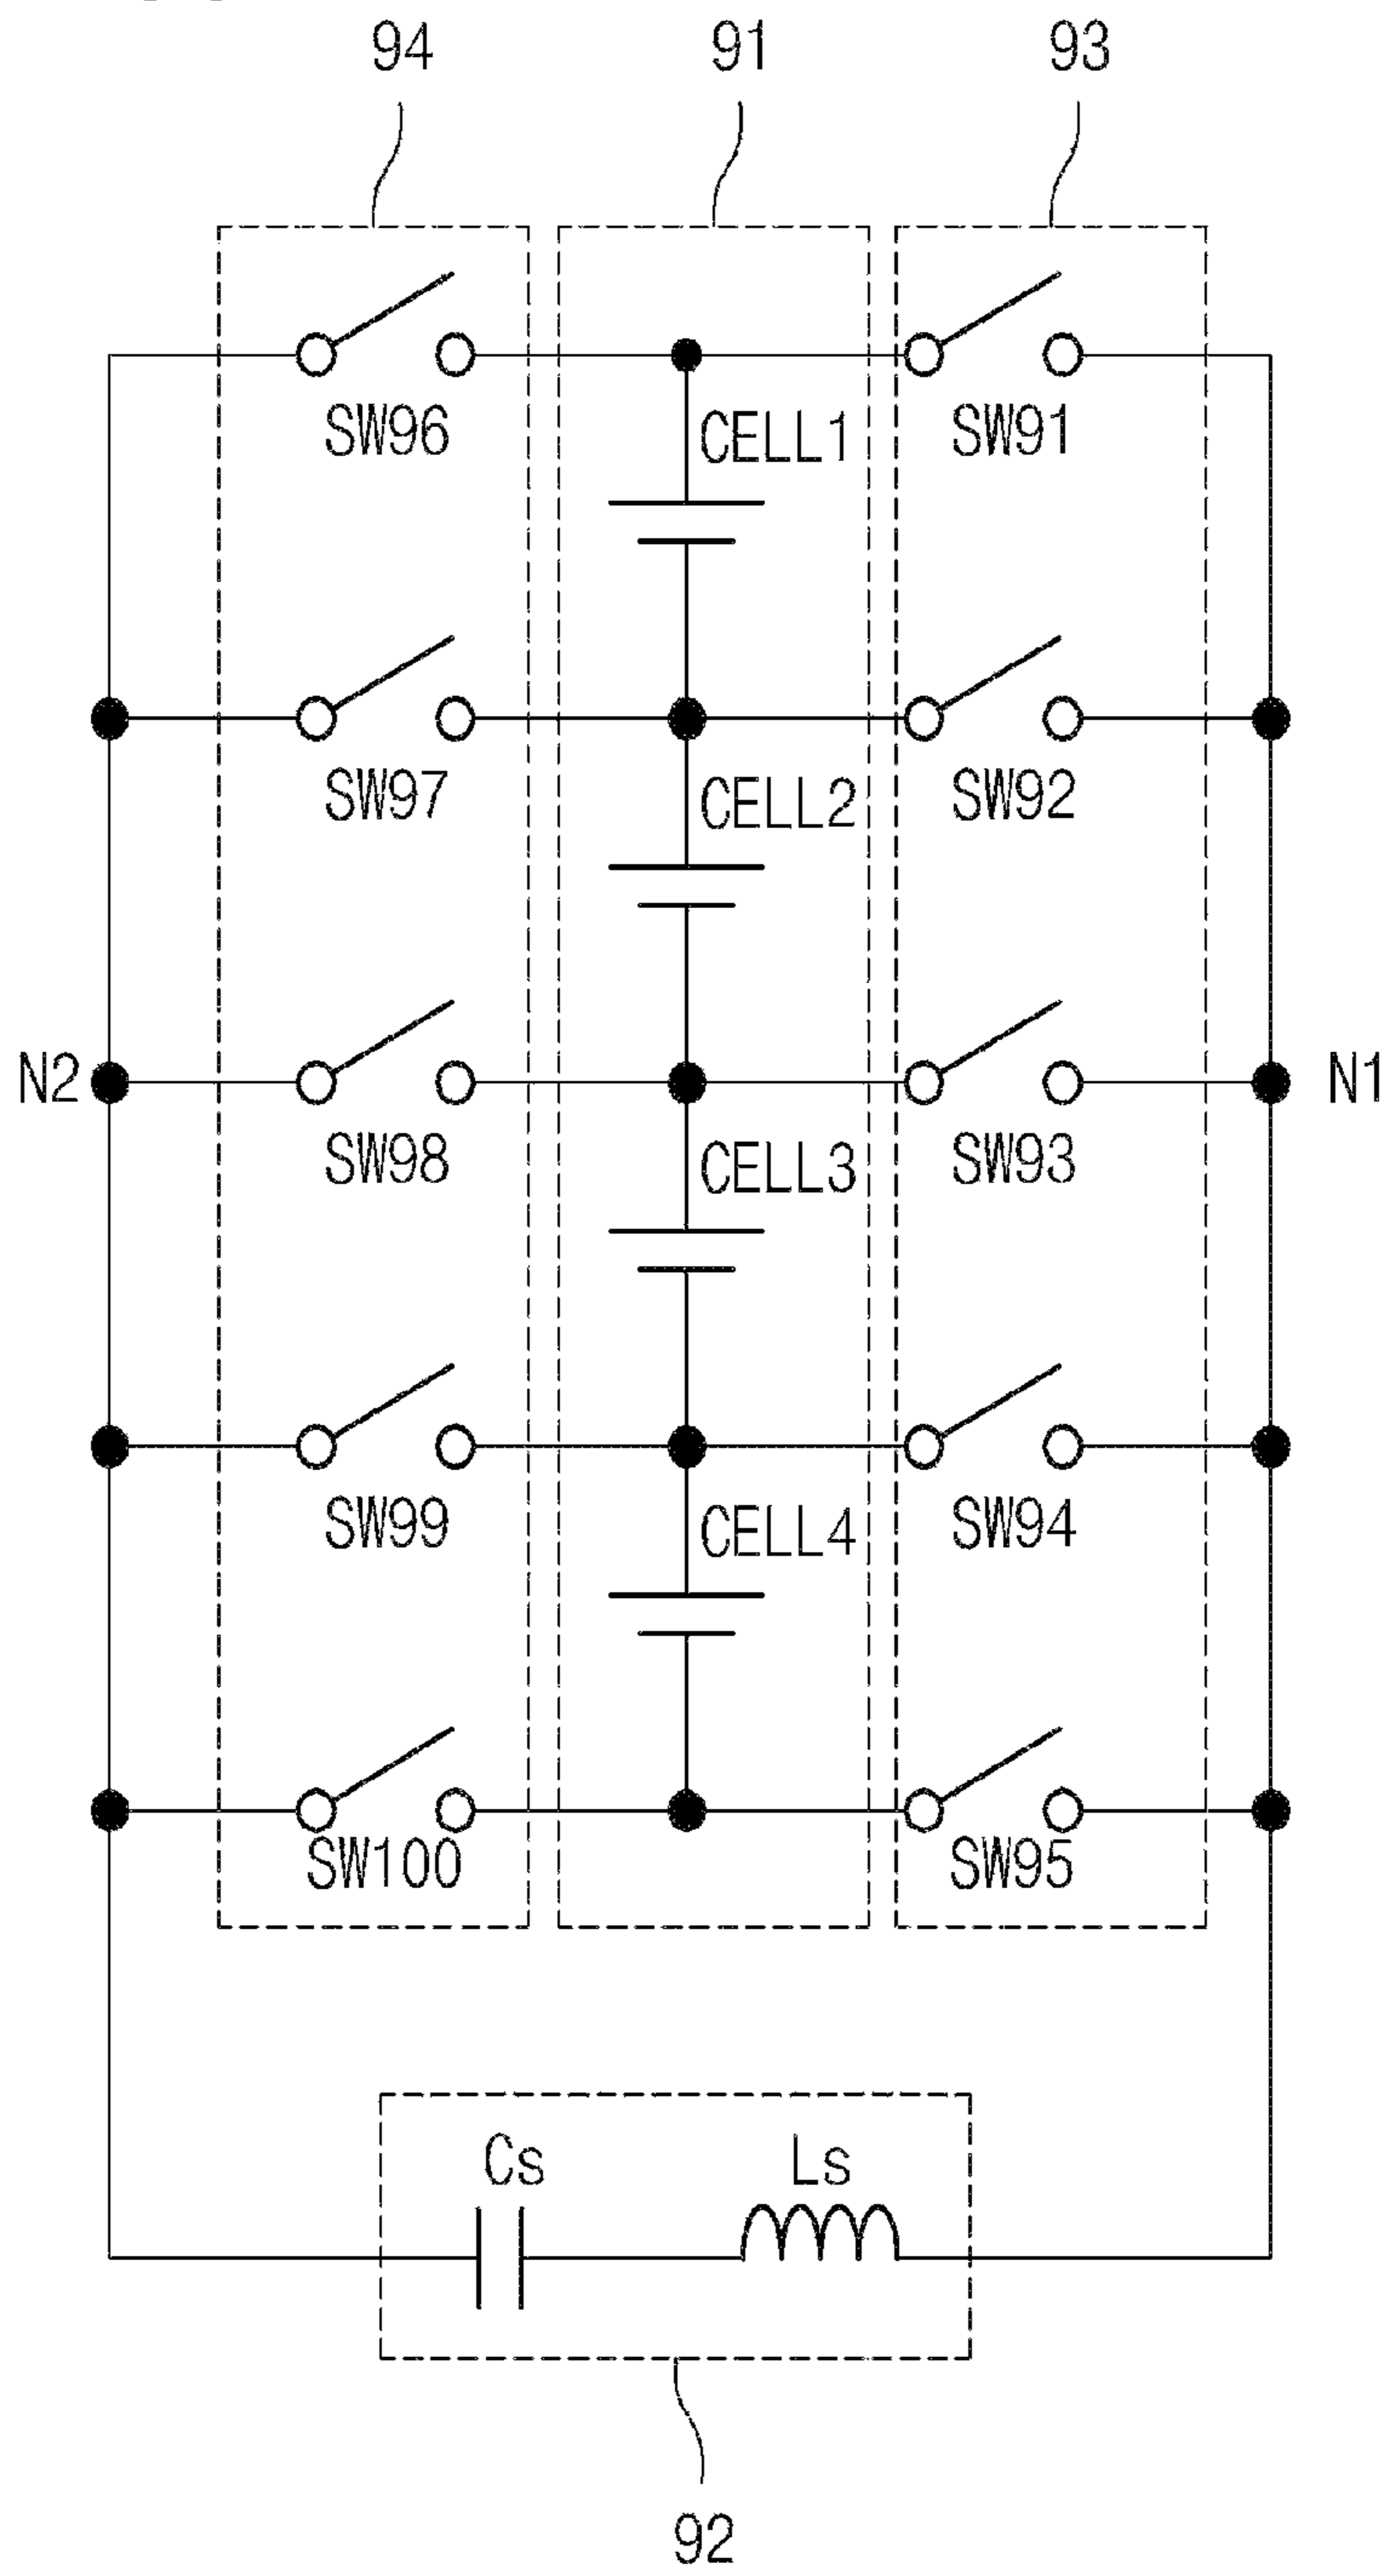 94 91 93
SW96 CELL1 SW91
SW97 CELL2 SW92
N2 N1
SW98 CELL3 SW93
SW99 CELL4 SW94
SW100 SW95
Cs Ls
92